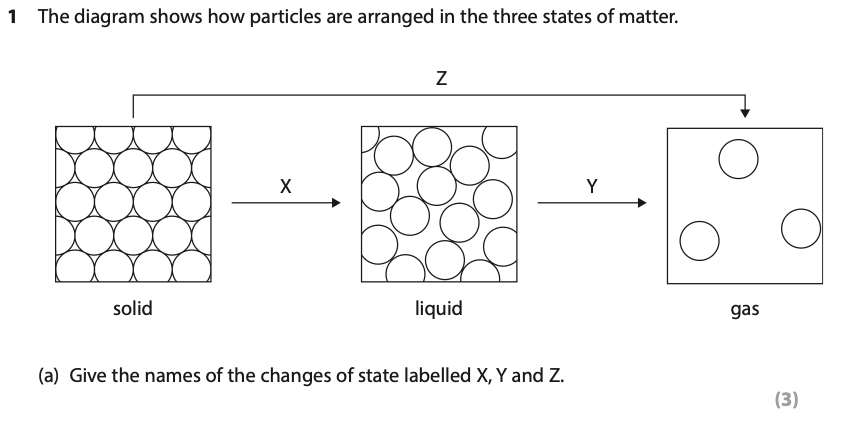 1 The diagram shows how particles are arranged in the three states of matter.
Z
X
Y
solid
liquid
gas
(a) Give the names of the changes of state labelled X, Y and Z.
(3)